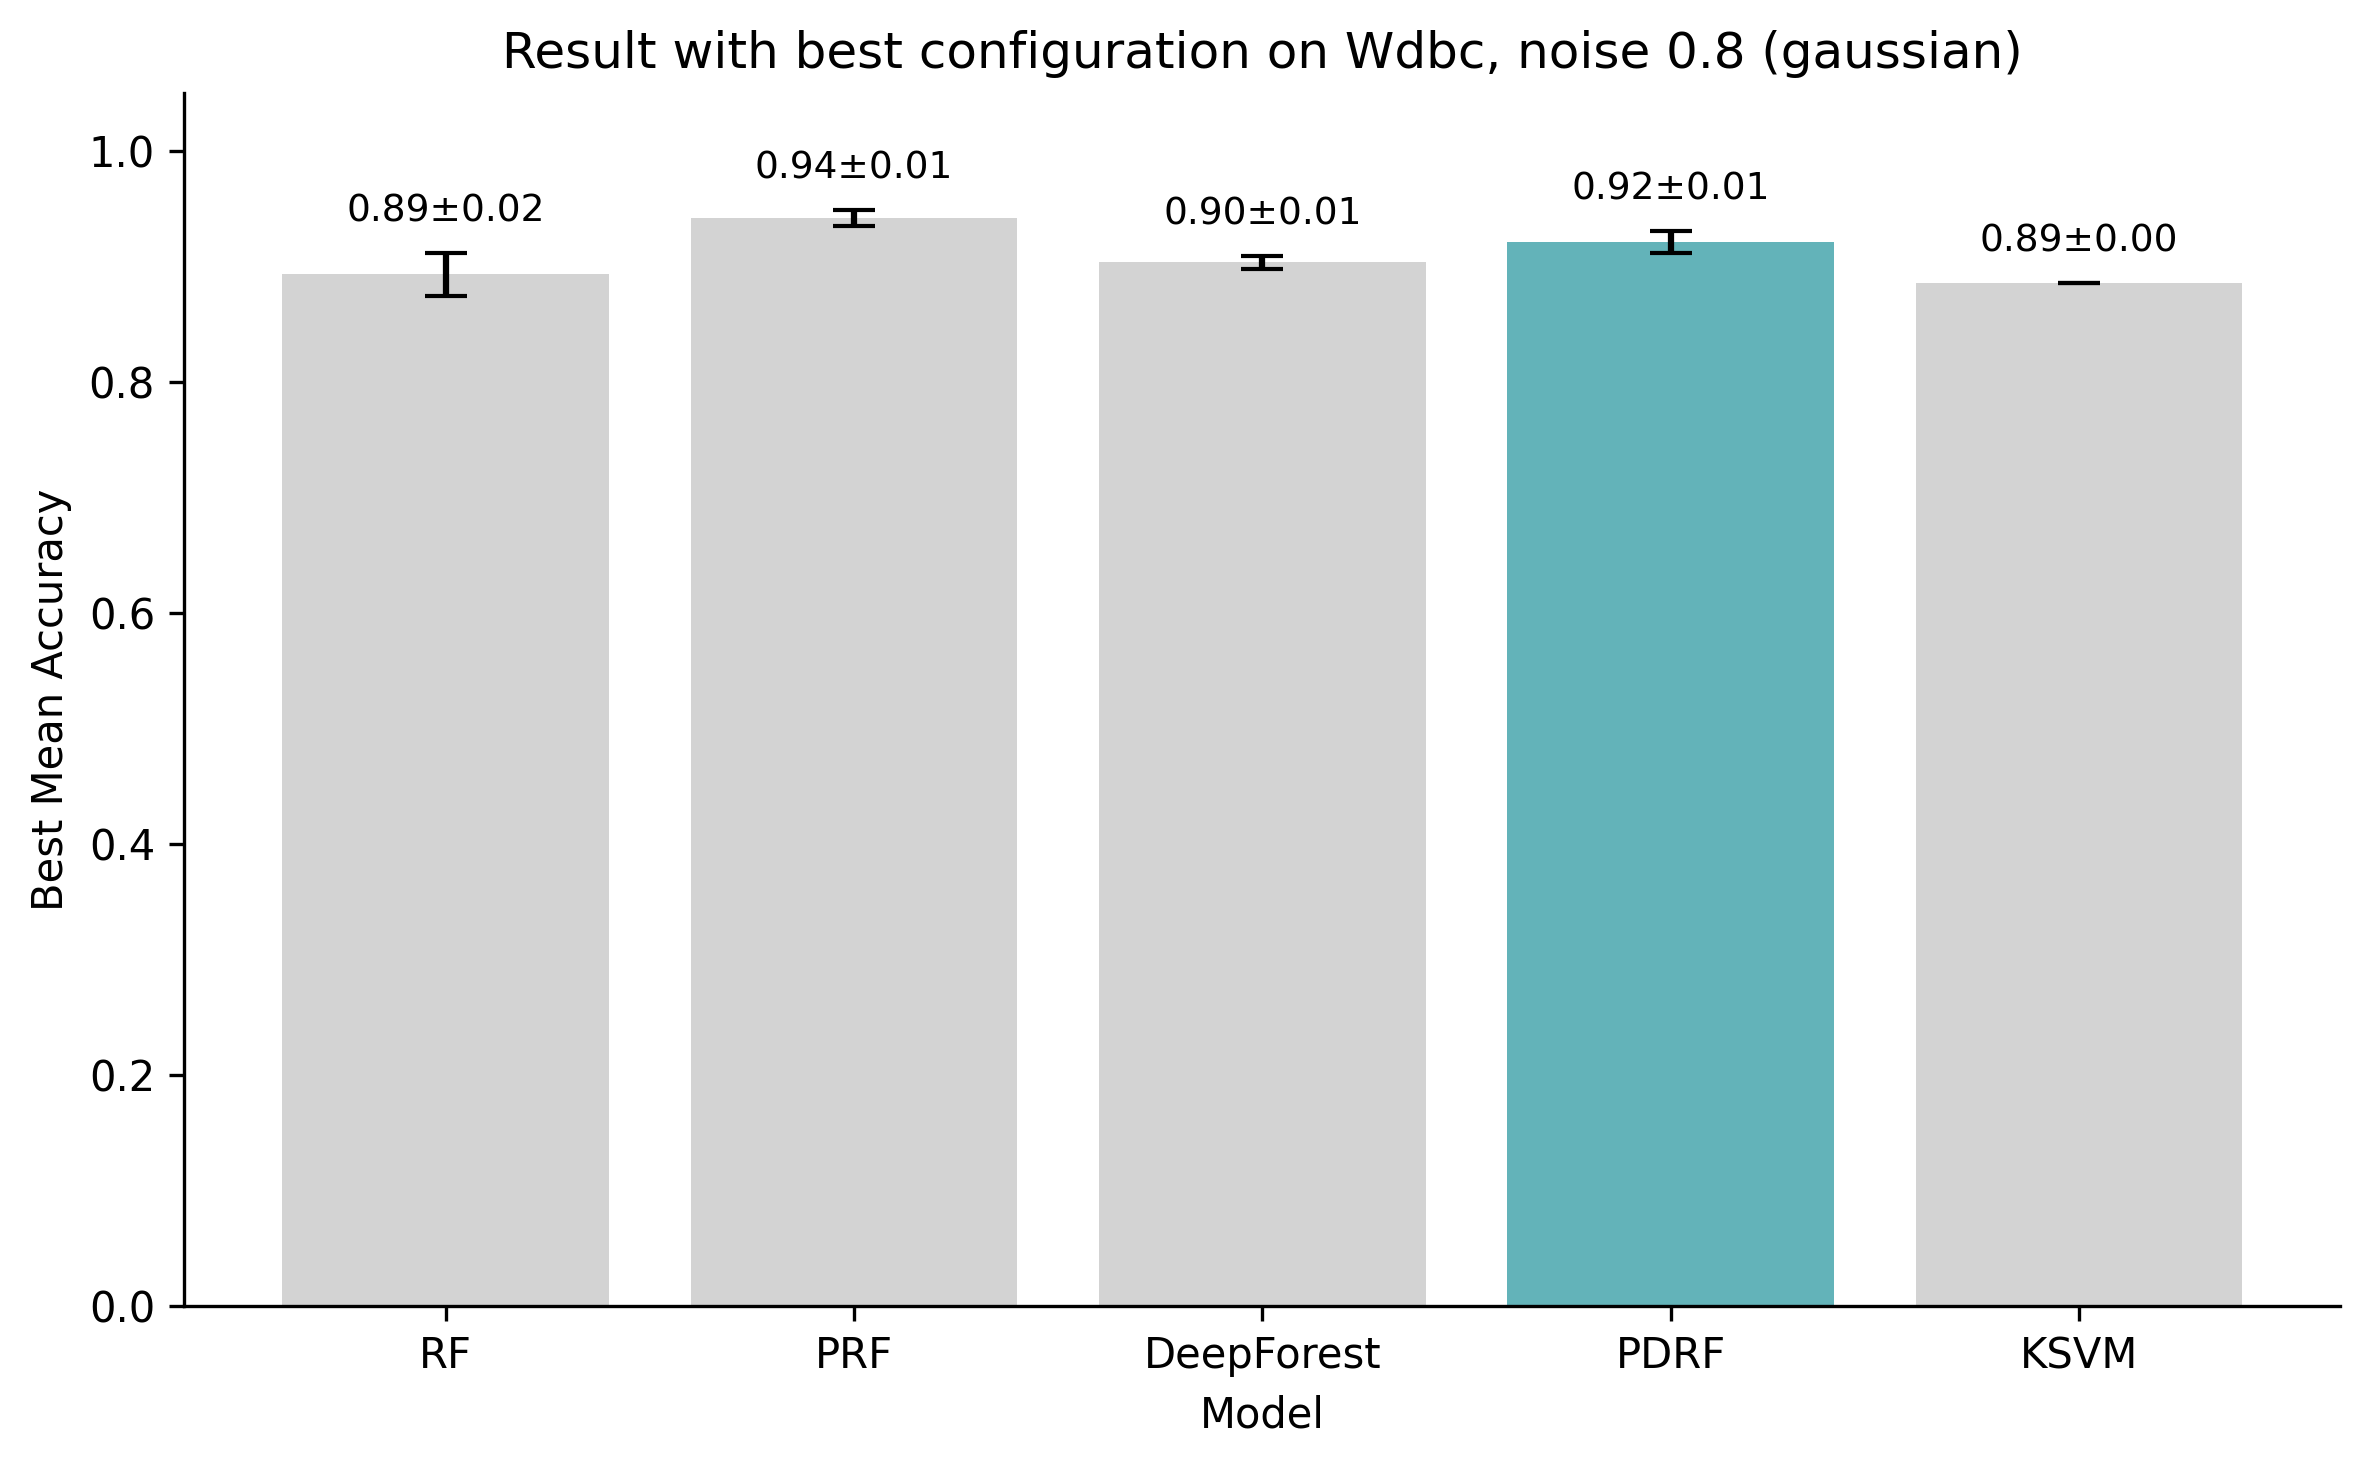 Result with best configuration on Wdbc, noise 0.8 (gaussian)
Best Mean Accuracy
1.0
0.8
0.6
0.4
0.2
0.0
0.89±0.02
0.94±0.01
0.90±0.01
0.92±0.01
0.89±0.00
RF
PRF
DeepForest
PDRF
KSVM
Model